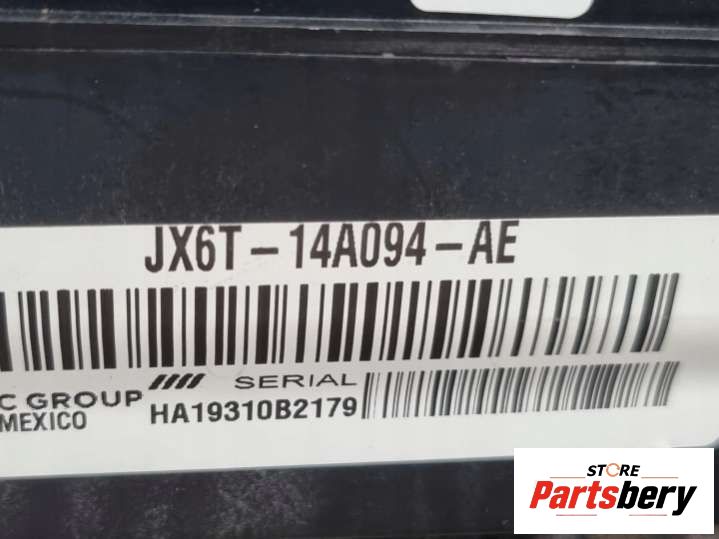 JX6T-14A094-AE
C GROUP
MEXICO
SERIAL
HA19310B2179
STORE
Partsbery